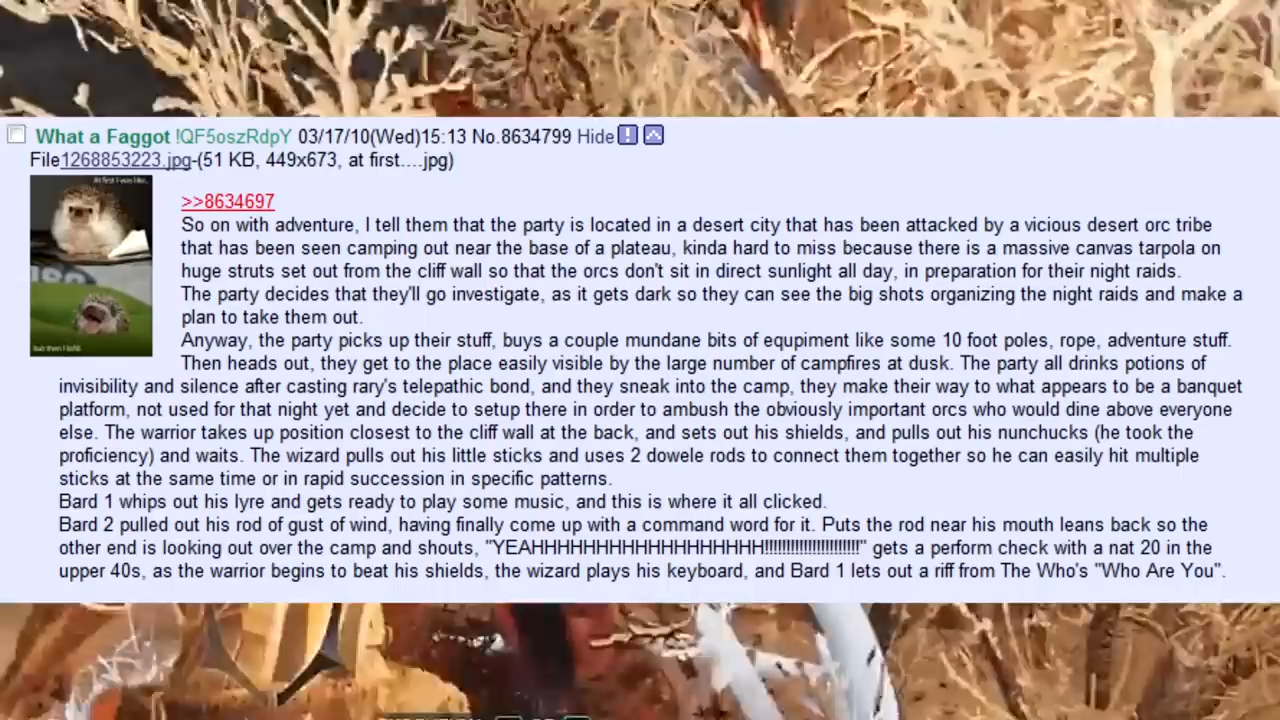 What a Faggot !QF5oszRdpY 03/17/10(Wed)15:13 No.8634799 Hide
File1268853223.jpg-(51 KB, 449x673, at first....jpg)
At first I was like..
but then I lol'd
>>8634697
So on with adventure, I tell them that the party is located in a desert city that has been attacked by a vicious desert orc tribe
that has been seen camping out near the base of a plateau, kinda hard to miss because there is a massive canvas tarpola on
huge struts set out from the cliff wall so that the orcs don't sit in direct sunlight all day, in preparation for their night raids.
The party decides that they'll go investigate, as it gets dark so they can see the big shots organizing the night raids and make a
plan to take them out.
Anyway, the party picks up their stuff, buys a couple mundane bits of equpiment like some 10 foot poles, rope, adventure stuff.
Then heads out, they get to the place easily visible by the large number of campfires at dusk. The party all drinks potions of
invisibility and silence after casting rary's telepathic bond, and they sneak into the camp, they make their way to what appears to be a banquet
platform, not used for that night yet and decide to setup there in order to ambush the obviously important orcs who would dine above everyone
else. The warrior takes up position closest to the cliff wall at the back, and sets out his shields, and pulls out his nunchucks (he took the
proficiency) and waits. The wizard pulls out his little sticks and uses 2 dowele rods to connect them together so he can easily hit multiple
sticks at the same time or in rapid succession in specific patterns.
Bard 1 whips out his lyre and gets ready to play some music, and this is where it all clicked.
Bard 2 pulled out his rod of gust of wind, having finally come up with a command word for it. Puts the rod near his mouth leans back so the
other end is looking out over the camp and shouts, "YEAHHHHHHHHHHHHHHHHHH!!!!!!!!!!!!!!!!!!!!!!" gets a perform check with a nat 20 in the
upper 40s, as the warrior begins to beat his shields, the wizard plays his keyboard, and Bard 1 lets out a riff from The Who's "Who Are You".